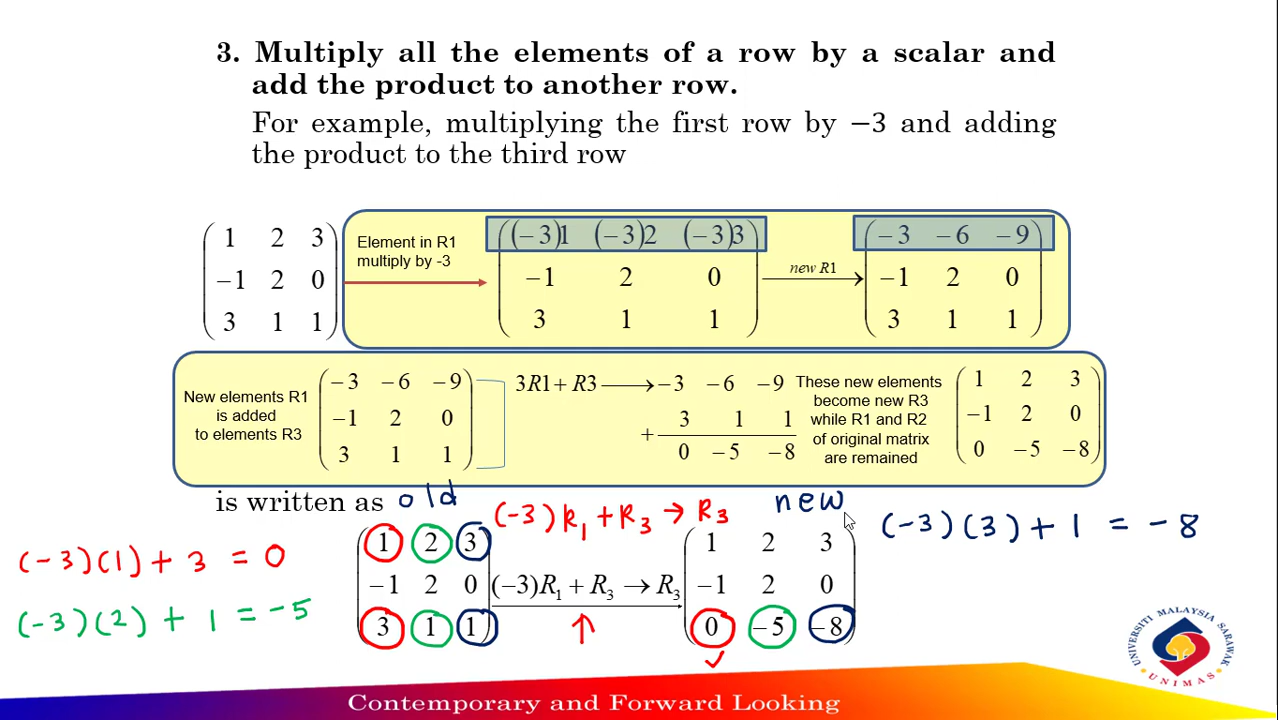 3. Multiply all the elements of a row by a scalar and
add the product to another row.
For example, multiplying the first row by −3 and adding
the product to the third row
1 2 3
−1 2 0
3 1 1
Element in R1
multiply by -3
(−3)1 (−3)2 (−3)3
−1 2 0
3 1 1
new R1
−3 −6 −9
−1 2 0
3 1 1
New elements R1
is added
to elements R3
−3 −6 −9
−1 2 0
3 1 1
3R1+R3 → −3 −6 −9
3 1 1
+
0 −5 −8
These new elements
become new R3
while R1 and R2
of original matrix
are remained
1 2 3
−1 2 0
0 −5 −8
is written as old
(-3)R1 + R3 → R3
new
(-3)(3) + 1 = -8
(-3)(1) + 3 = 0
(-3)(2) + 1 = -5
1 2 3
−1 2 0
3 1 1
(−3)R1 + R3 → R3
1 2 3
−1 2 0
0 −5 −8
UNIVERSITI MALAYSIA SARAWAK
UNIMAS
Contemporary and Forward Looking